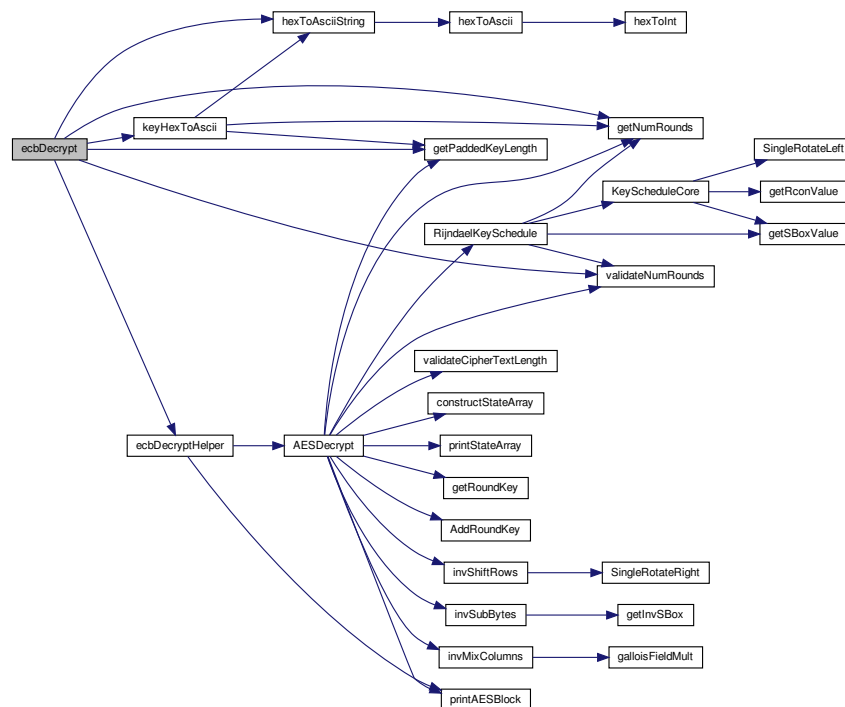 hexToAsciiString
hexToAscii
hexToInt
keyHexToAscii
getNumRounds
ecbDecrypt
getPaddedKeyLength
SingleRotateLeft
KeyScheduleCore
getRconValue
RijndaelKeySchedule
getSBoxValue
validateNumRounds
validateCipherTextLength
constructStateArray
ecbDecryptHelper
AESDecrypt
printStateArray
getRoundKey
AddRoundKey
invShiftRows
SingleRotateRight
invSubBytes
getInvSBox
invMixColumns
galloisFieldMult
printAESBlock